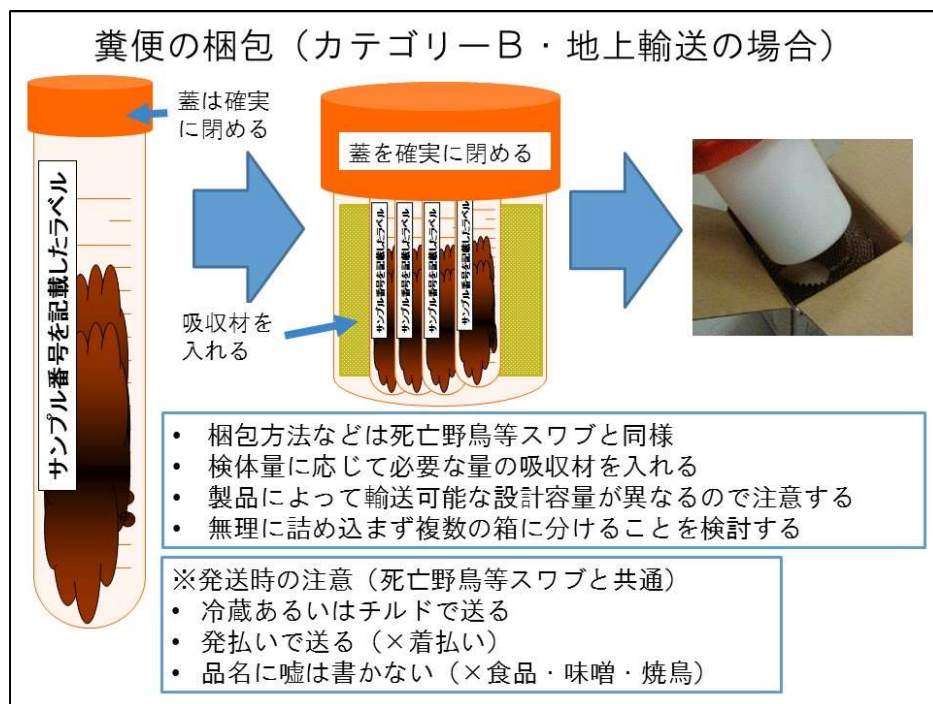 糞便の梱包（カテゴリーＢ・地上輸送の場合）
蓋は確実
に閉める
サンプル番号を記載したラベル
蓋を確実に閉める
サンプル番号を記載したラベル
サンプル番号を記載したラベル
サンプル番号を記載したラベル
サンプル番号を記載したラベル
吸収材を
入れる
• 梱包方法などは死亡野鳥等スワブと同様
• 検体量に応じて必要な量の吸収材を入れる
• 製品によって輸送可能な設計容量が異なるので注意する
• 無理に詰め込まず複数の箱に分けることを検討する
※発送時の注意（死亡野鳥等スワブと共通）
• 冷蔵あるいはチルドで送る
• 発払いで送る（×着払い）
• 品名に嘘は書かない（×食品・味噌・焼鳥）